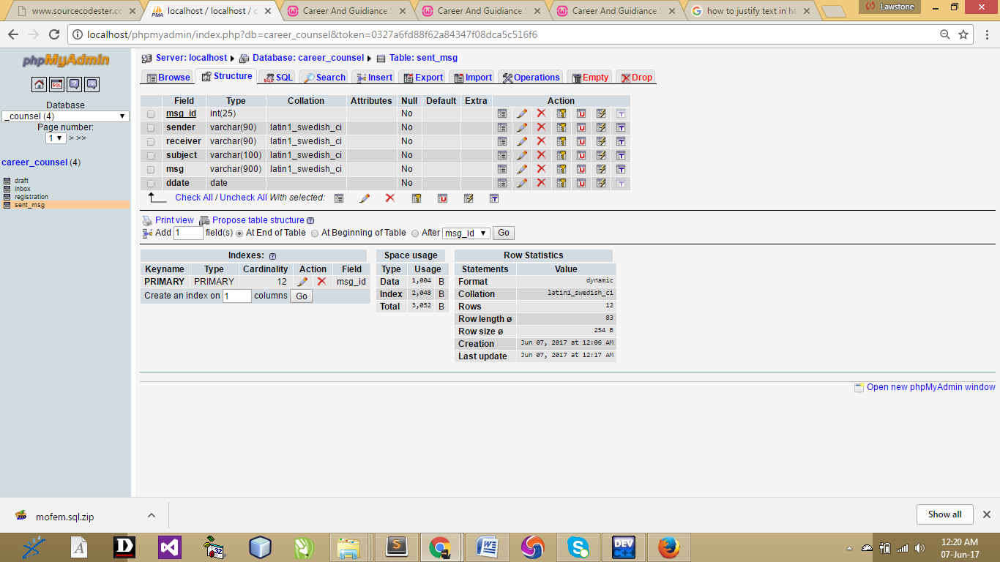 www.sourcecodester.cc
localhost / localhost / c
Career And Guidiance S
Career And Guidiance S
Career And Guidiance S
how to justify text in ht
Lawstone
localhost/phpmyadmin/index.php?db=career_counsel&token=0327a6fd88f62a84347f08dca5c516f6
phpMyAdmin
Database
_counsel (4)
Page number:
1 > >>
career_counsel (4)
draft
inbox
registration
sent_msg
Server: localhost Database: career_counsel Table: sent_msg
Browse Structure SQL Search Insert Export Import Operations Empty Drop
Field Type Collation Attributes Null Default Extra Action
msg_id int(25) No
sender varchar(90) latin1_swedish_ci No
receiver varchar(90) latin1_swedish_ci No
subject varchar(100) latin1_swedish_ci No
msg varchar(900) latin1_swedish_ci No
ddate date No
Check All / Uncheck All With selected:
Print view Propose table structure
Add 1 field(s) At End of Table At Beginning of Table After msg_id Go
Indexes:
Keyname Type Cardinality Action Field
PRIMARY PRIMARY 12 msg_id
Create an index on 1 columns Go
Space usage
Type Usage
Data 1,004 B
Index 2,048 B
Total 3,052 B
Row Statistics
Statements Value
Format dynamic
Collation latin1_swedish_ci
Rows 12
Row length ø 83
Row size ø 254 B
Creation Jun 07, 2017 at 12:06 AM
Last update Jun 07, 2017 at 12:17 AM
Open new phpMyAdmin window
mofem.sql.zip
Show all
12:20 AM
07-Jun-17